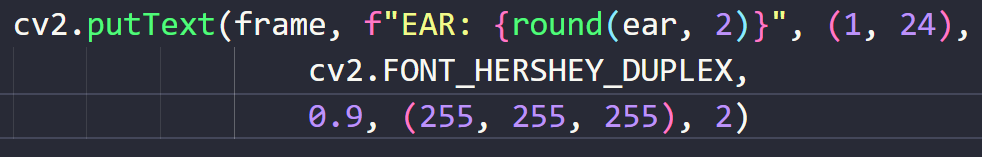 cv2.putText(frame, f"EAR: {round(ear, 2)}", (1, 24),
cv2.FONT_HERSHEY_DUPLEX,
0.9, (255, 255, 255), 2)